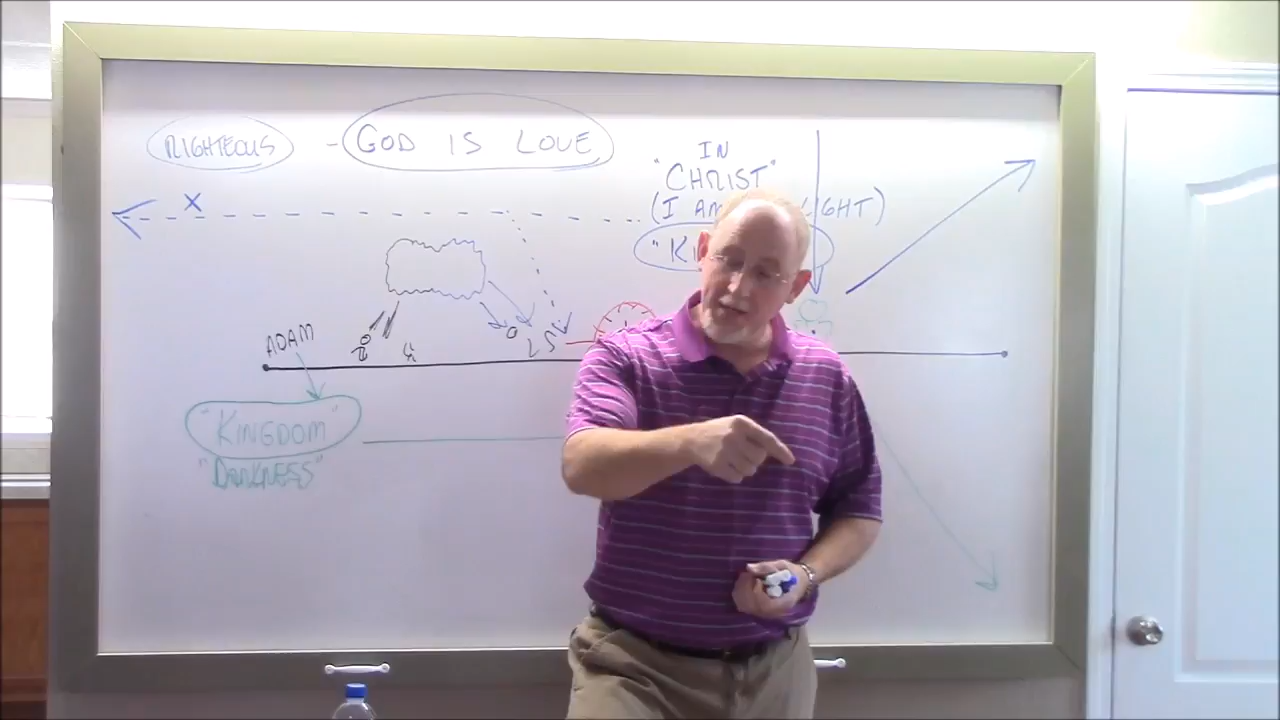 RIGHTEOUS - GOD IS LOVE
IN
"CHRIST"
(I AM LIGHT)
X
ADAM
"KINGDOM"
"DARKNESS"